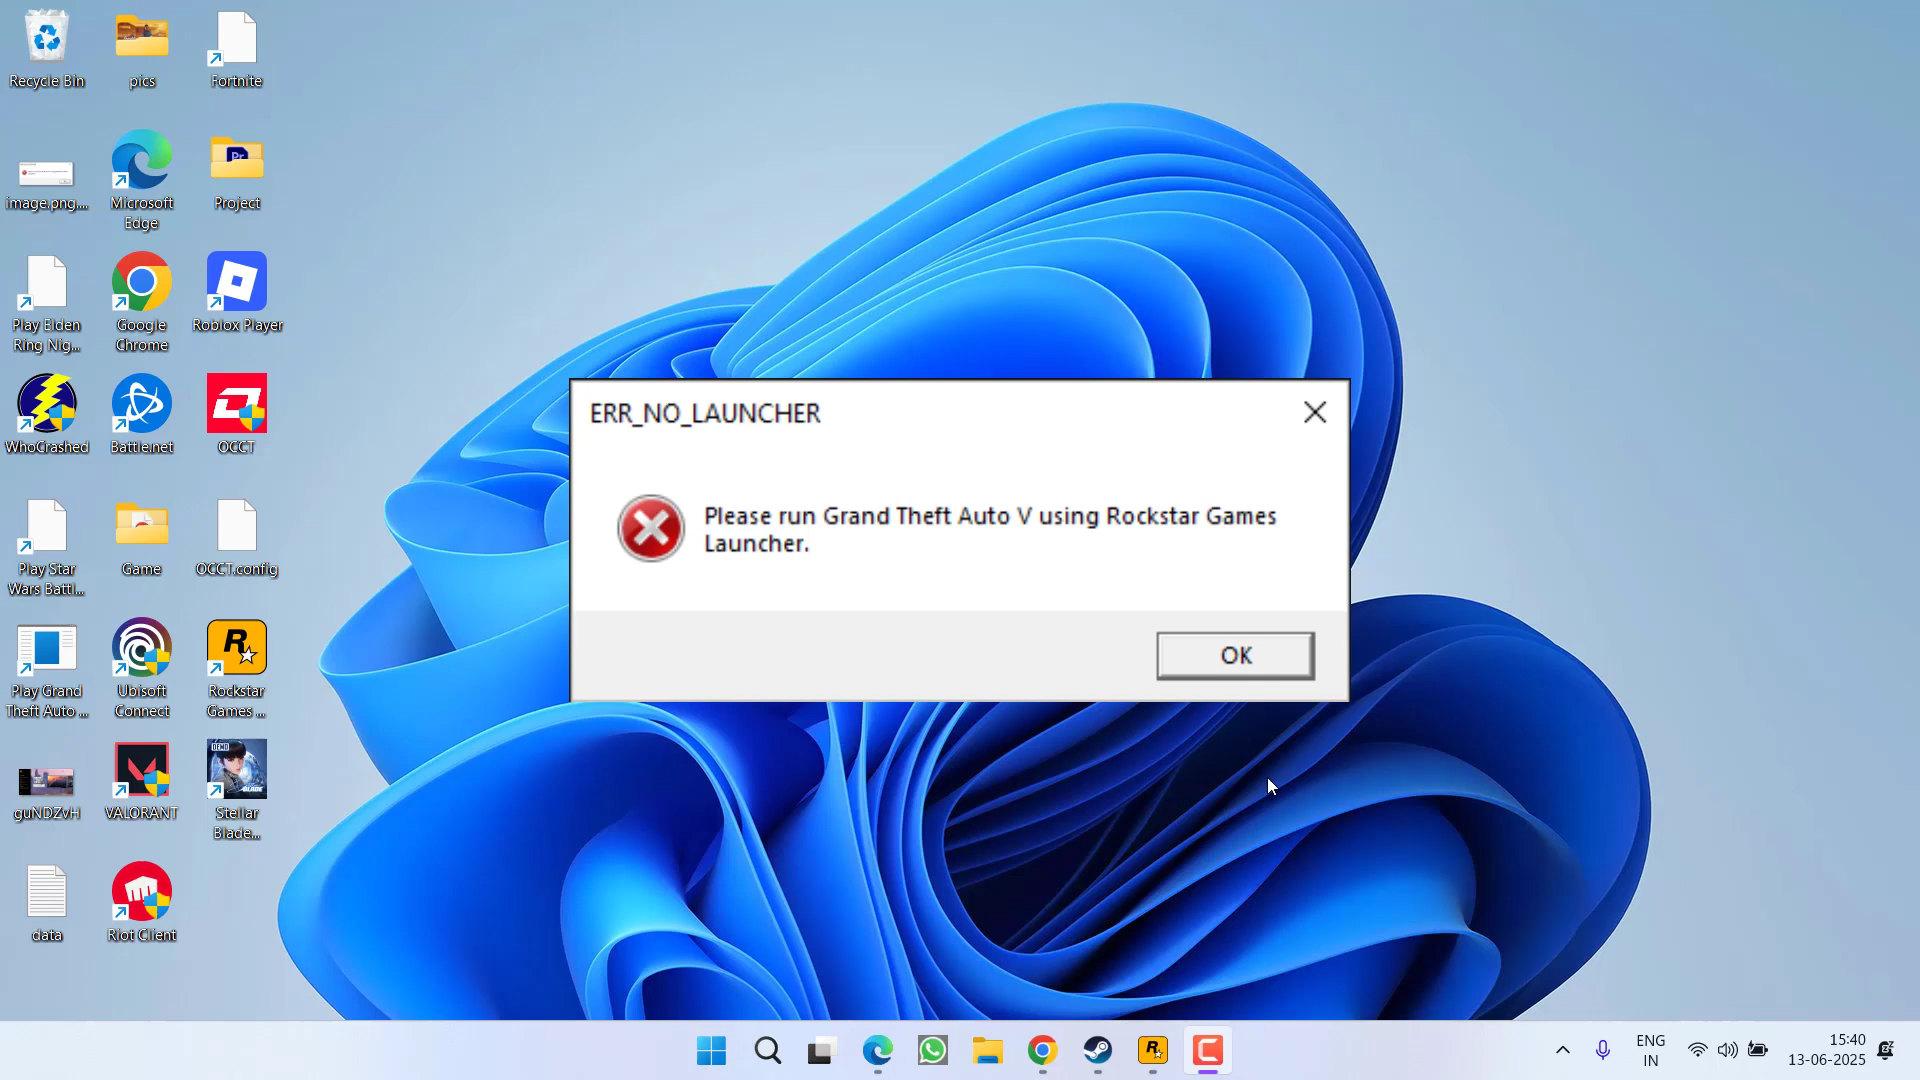 Recycle Bin
pics
Fortnite
image.png....
Microsoft
Edge
Pr
Project
Play Elden
Ring Nig...
Google
Chrome
Roblox Player
WhoCrashed
Battle.net
OCCT
Play Star
Wars Battl...
Game
OCCT.config
Play Grand
Theft Auto ...
Ubisoft
Connect
R
Rockstar
Games ...
guNDZvH
VALORANT
DEMO
BLADE
Stellar
Blade...
data
Riot Client
ERR_NO_LAUNCHER
Please run Grand Theft Auto V using Rockstar Games
Launcher.
OK
R
ENG
IN
15:40
13-06-2025